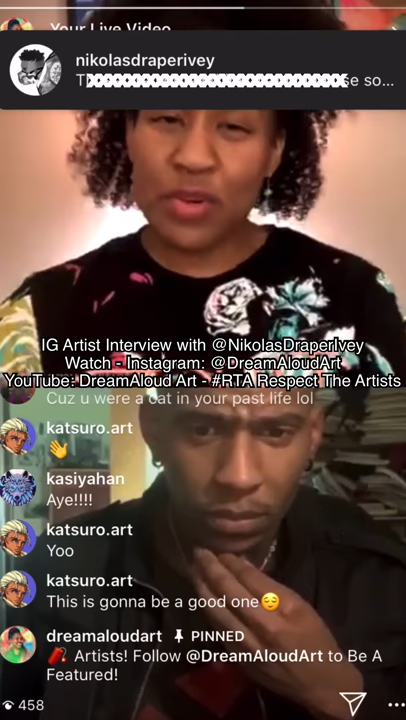 Your Live Video
nikolasdraperivey
so...
IG Artist Interview with @NikolasDraperIvey
Watch - Instagram: @DreamAloudArt
YouTube: DreamAloud Art - #RTA Respect The Artists
Cuz u were a cat in your past life lol
katsuro.art
👋
kasiyahan
Aye!!!!
katsuro.art
Yoo
katsuro.art
This is gonna be a good one😌
dreamaloudart 📌 PINNED
🧨 Artists! Follow @DreamAloudArt to Be A
Featured!
458